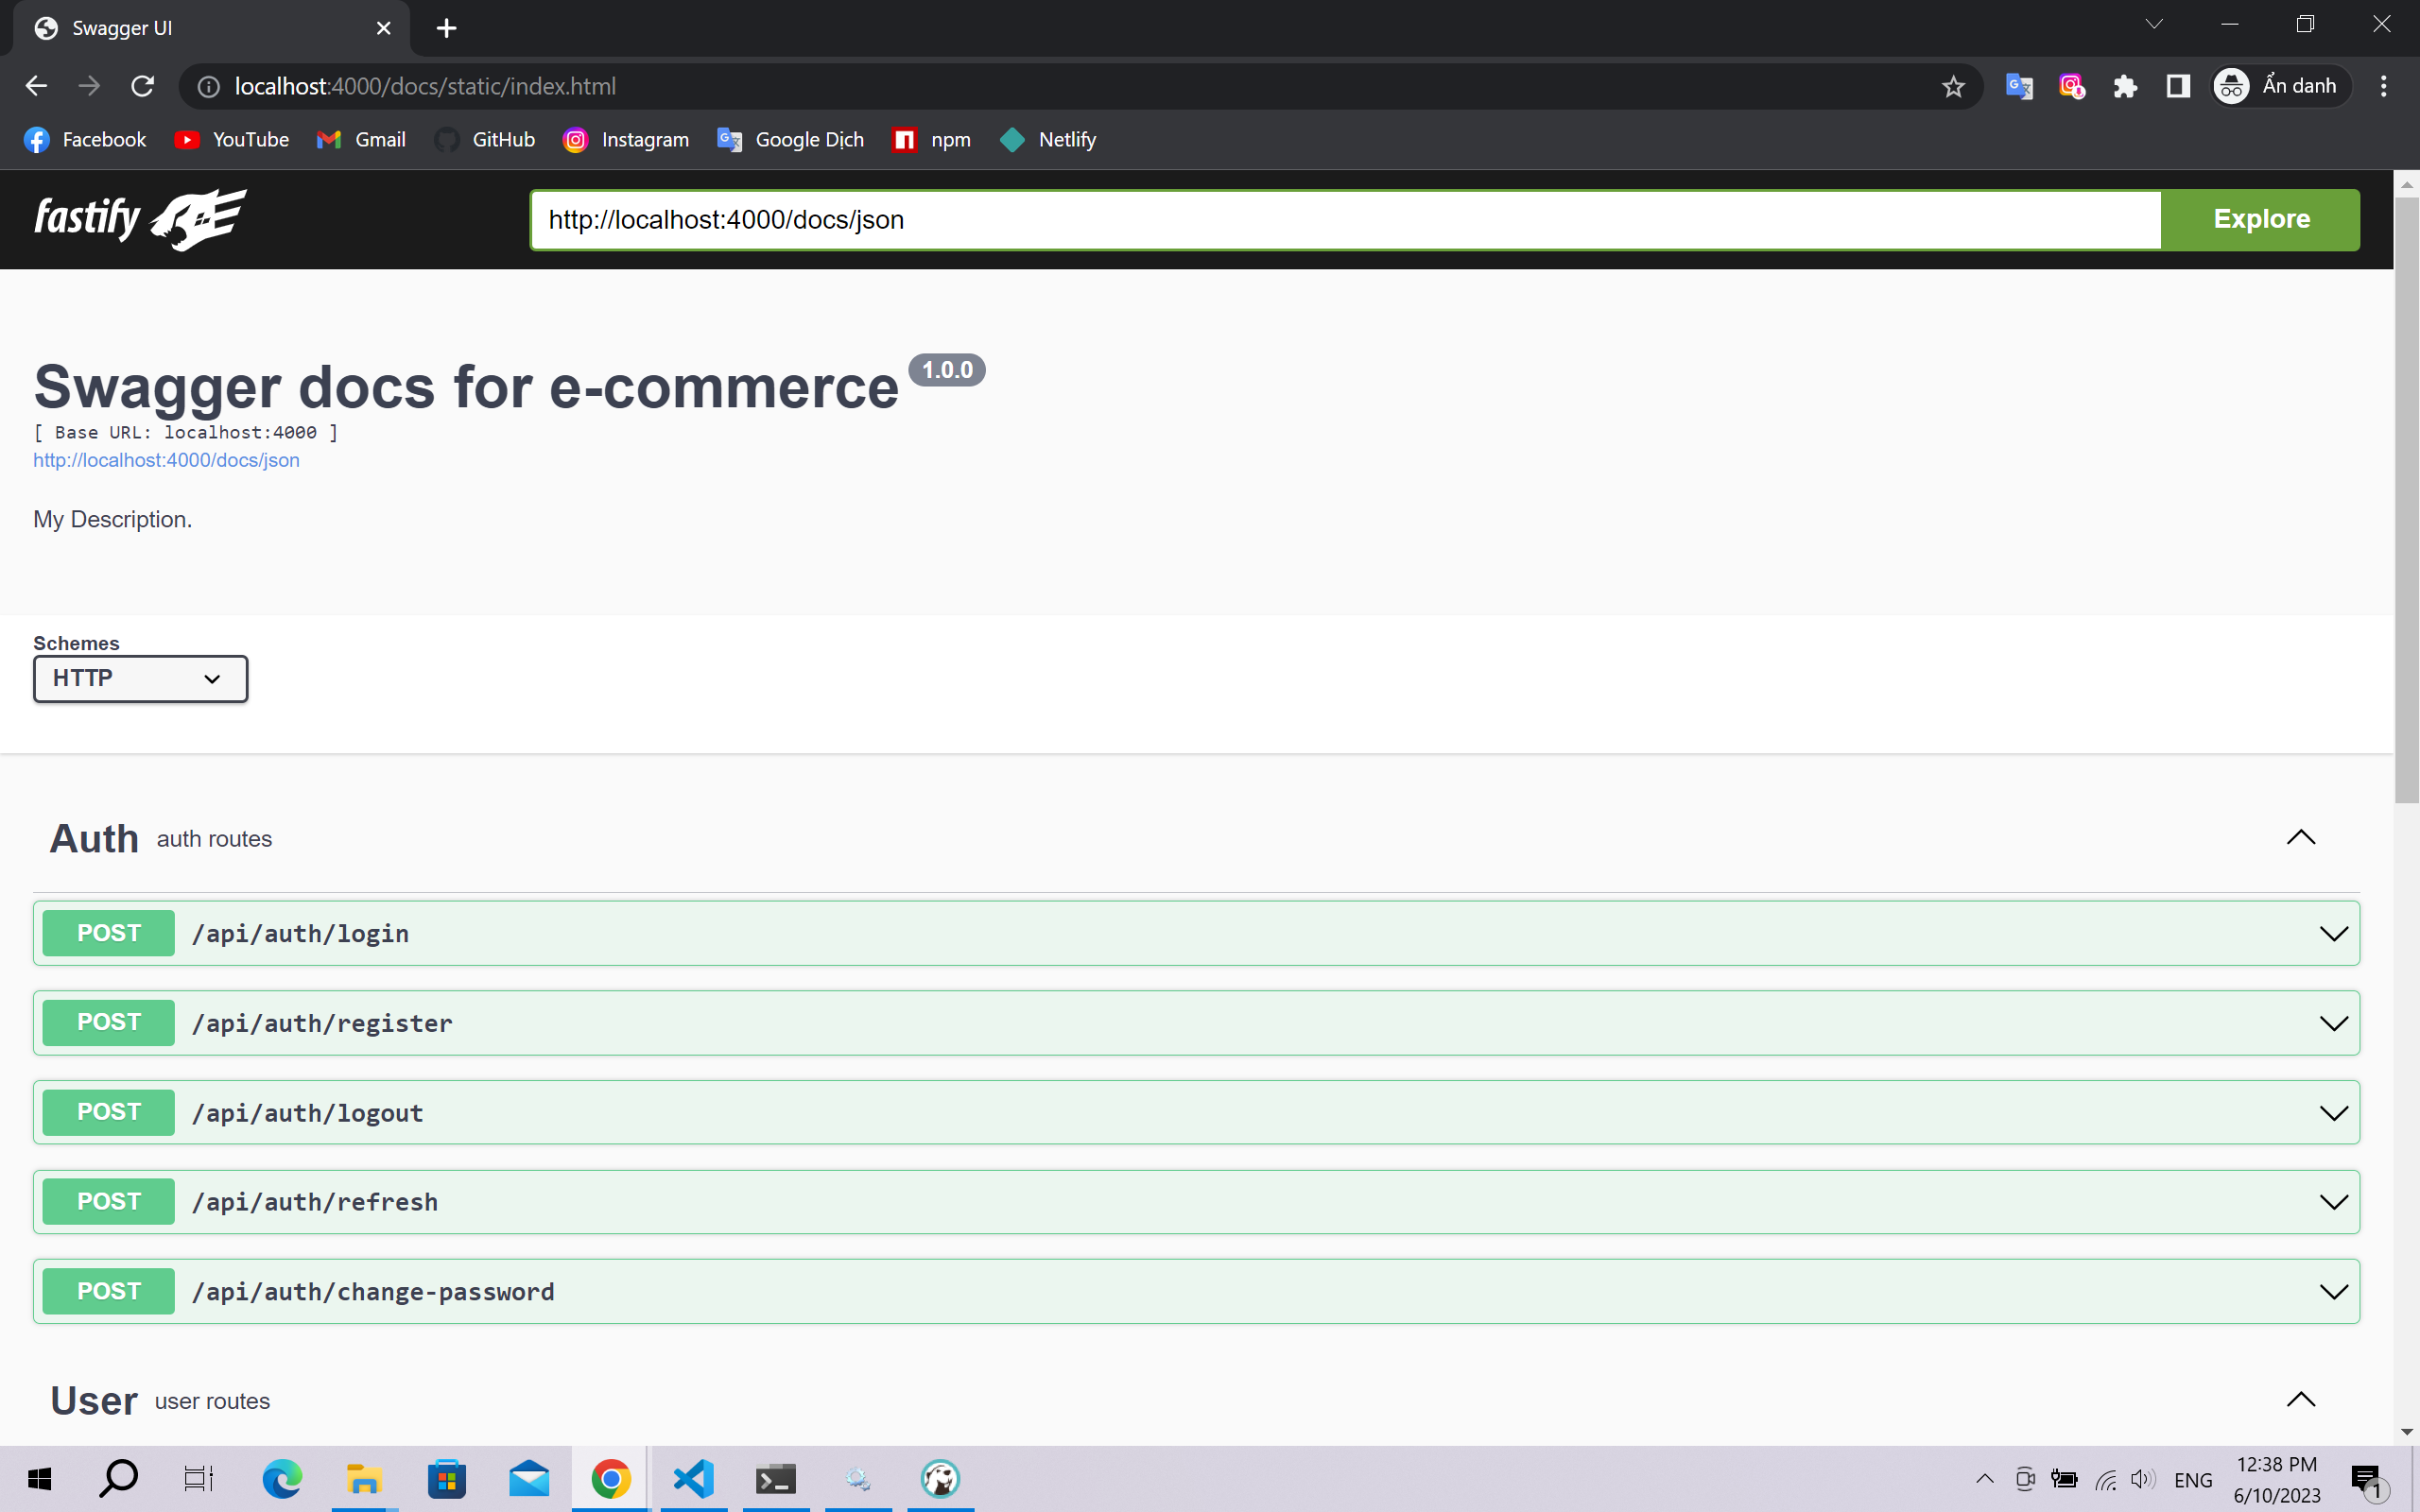 Swagger UI
localhost:4000/docs/static/index.html
Ẩn danh
Facebook YouTube Gmail GitHub Instagram Google Dịch npm Netlify
fastify
http://localhost:4000/docs/json
Explore
Swagger docs for e-commerce 1.0.0
[ Base URL: localhost:4000 ]
http://localhost:4000/docs/json
My Description.
Schemes
HTTP
Auth auth routes
POST /api/auth/login
POST /api/auth/register
POST /api/auth/logout
POST /api/auth/refresh
POST /api/auth/change-password
User user routes
ENG
12:38 PM
6/10/2023
1